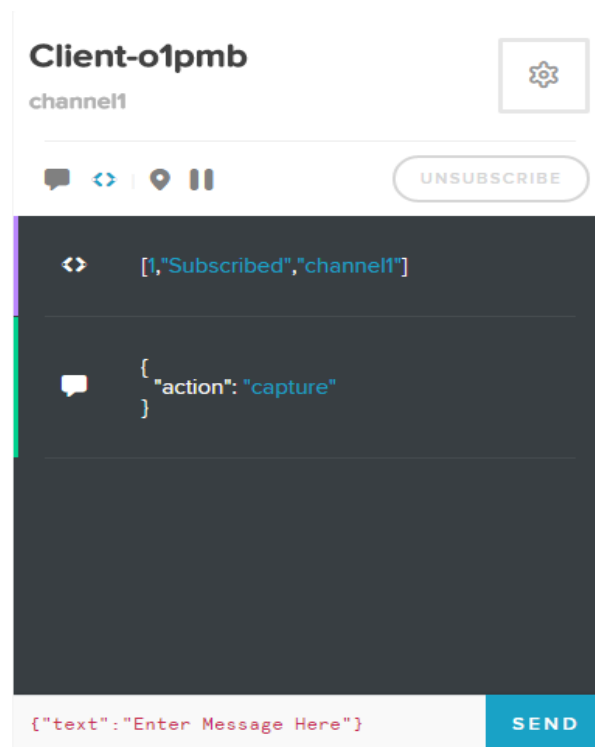 Client-o1pmb
channel1
UNSUBSCRIBE
[1,"Subscribed","channel1"]
{
"action": "capture"
}
{"text":"Enter Message Here"}
SEND